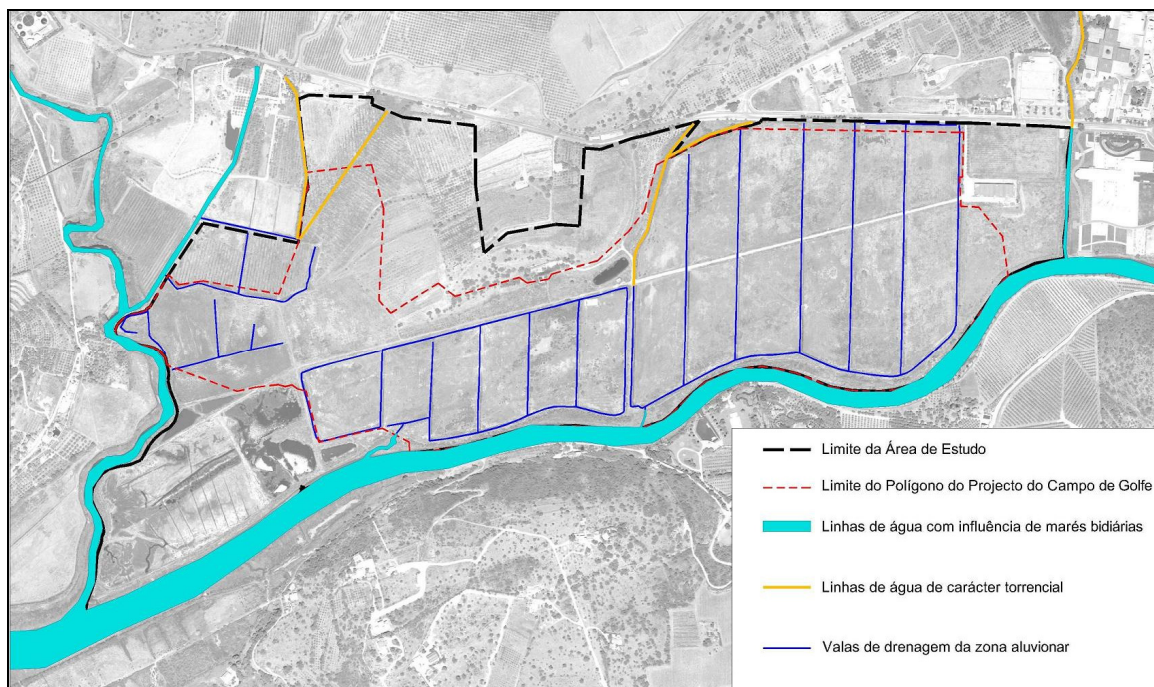 Limite da Área de Estudo
Limite do Polígono do Projecto do Campo de Golfe
Linhas de água com influência de marés bidiárias
Linhas de água de carácter torrencial
Valas de drenagem da zona aluvionar